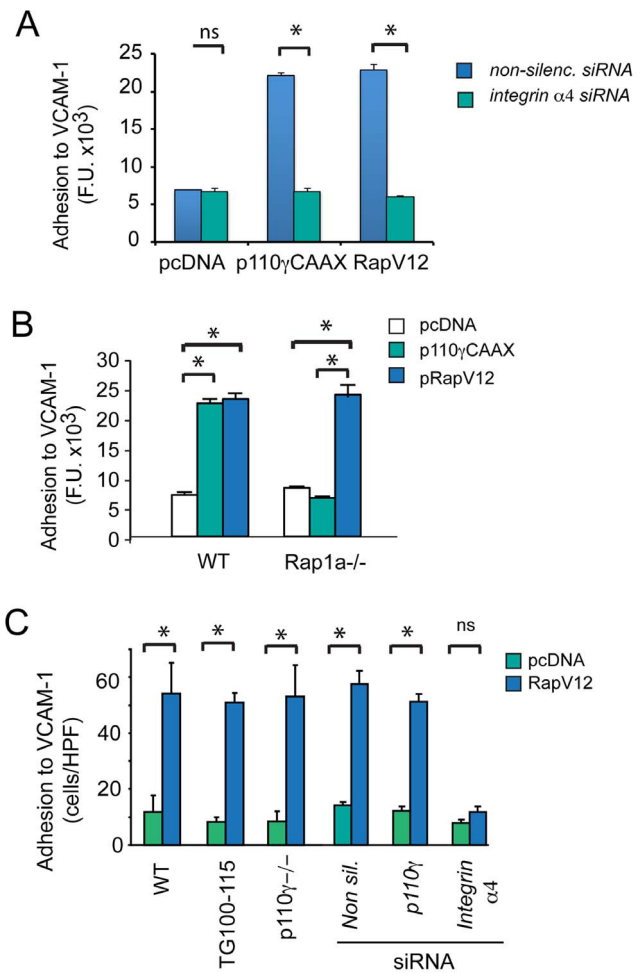 A
ns
*
*
25
20
15
10
5
0
Adhesion to VCAM-1
(F.U. x10³)
pcDNA p110γCAAX RapV12
non-silenc. siRNA
integrin α4 siRNA
B
*
*
*
*
pcDNA
p110γCAAX
pRapV12
30
25
20
15
10
5
0
Adhesion to VCAM-1
(F.U. x10³)
WT Rap1a-/-
C
* * * * * ns
pcDNA
RapV12
60
40
20
0
Adhesion to VCAM-1
(cells/HPF)
WT
TG100-115
p110γ-/-
Non sil.
p110γ
Integrin
α4
siRNA